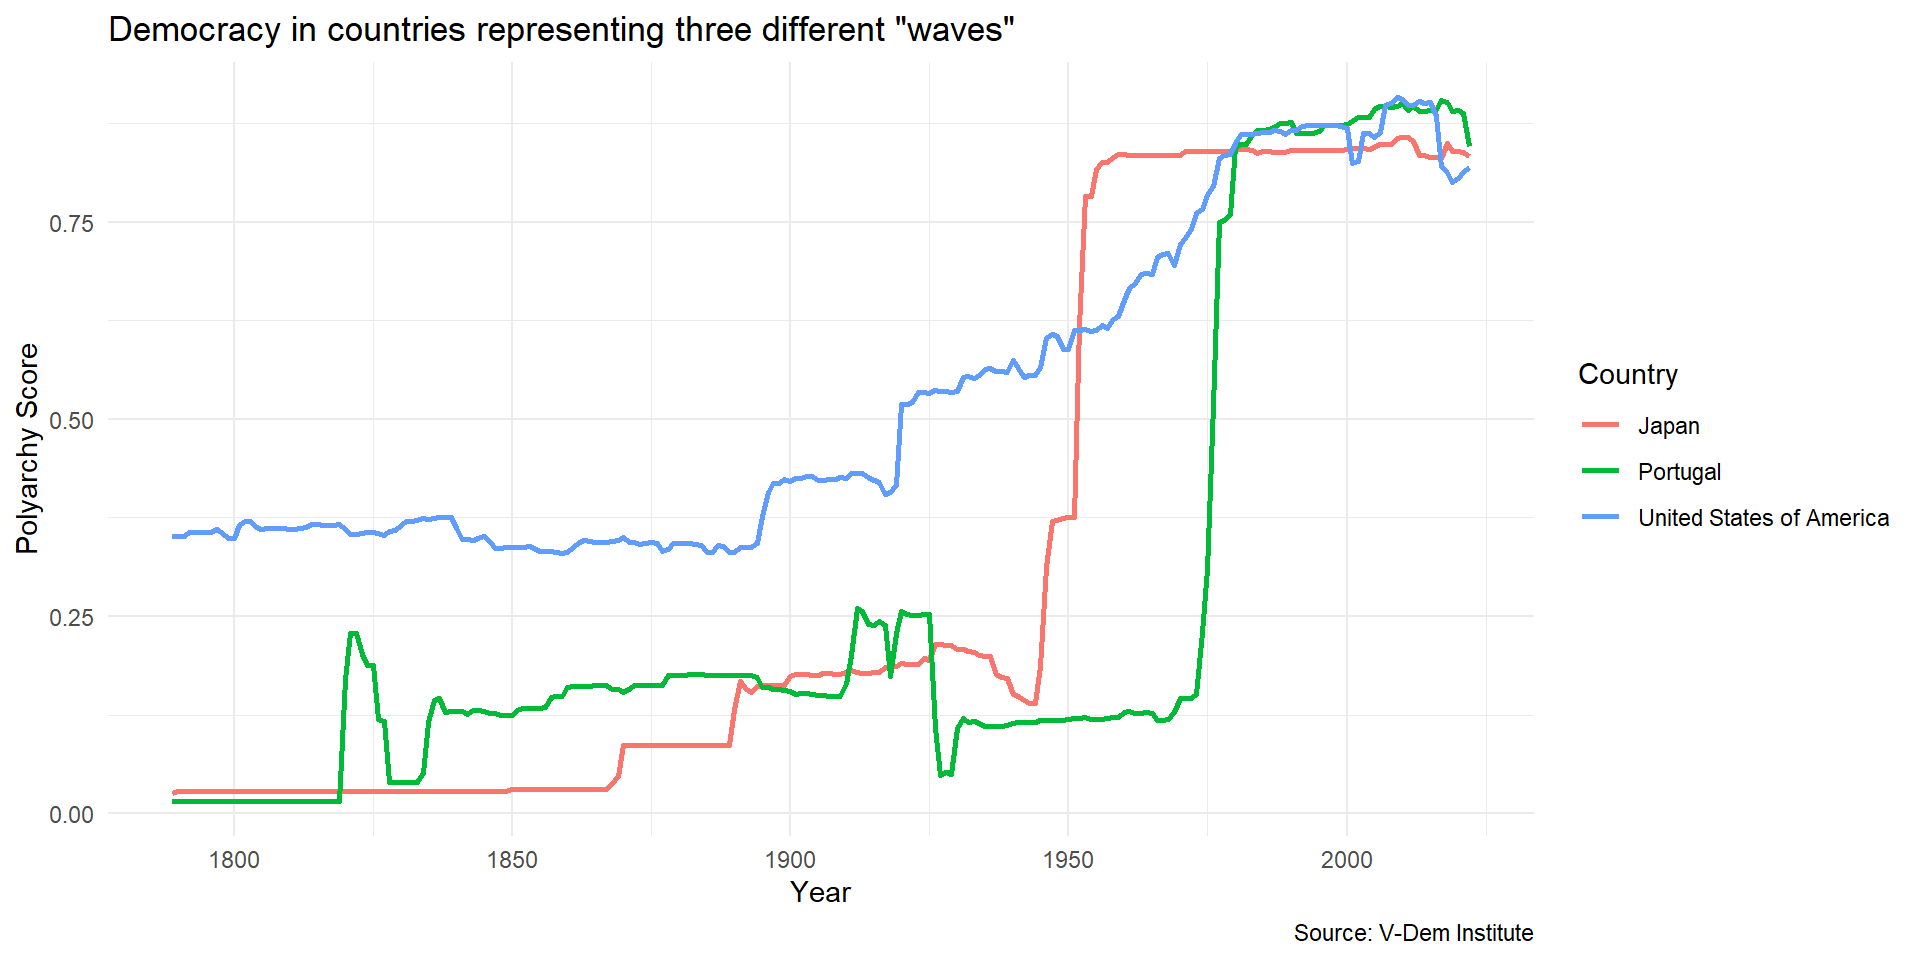 Democracy in countries representing three different "waves"
Polyarchy Score
0.75
0.50
0.25
0.00
1800 1850 1900 1950 2000
Year
Country
Japan
Portugal
United States of America
Source: V-Dem Institute